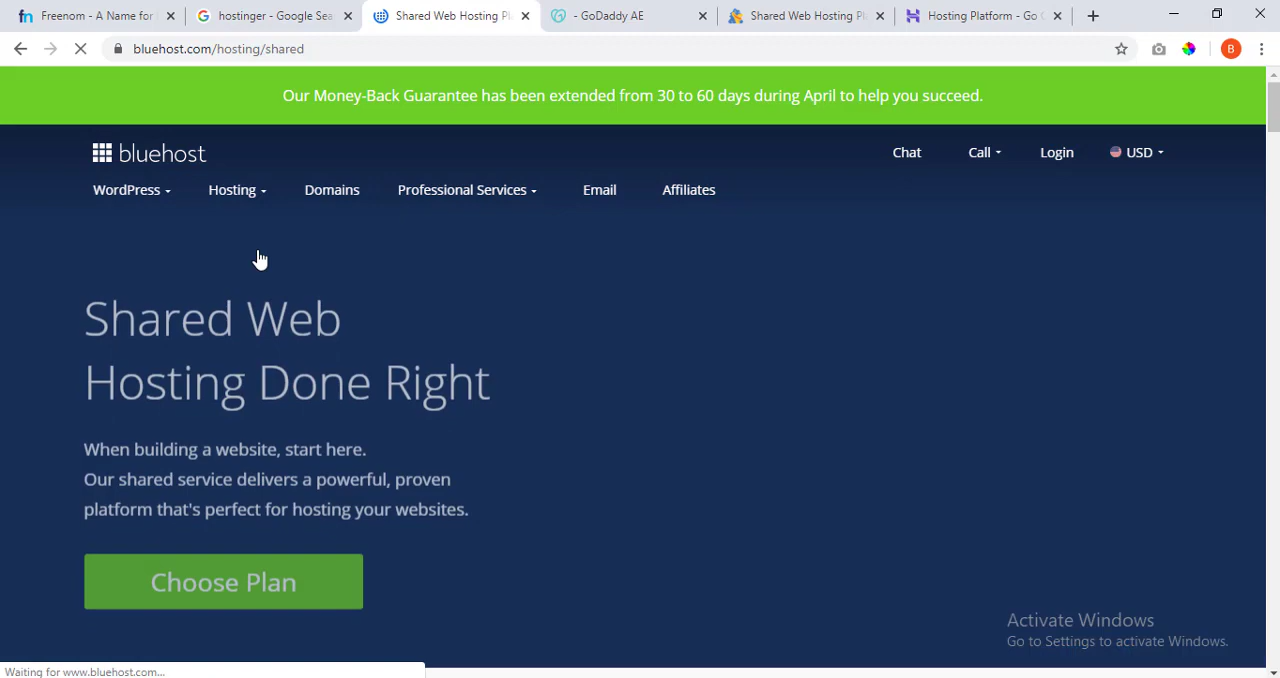 Freenom - A Name for
hostinger - Google Sea
Shared Web Hosting Pl
- GoDaddy AE
Shared Web Hosting Pl
Hosting Platform - Go
bluehost.com/hosting/shared
B
Our Money-Back Guarantee has been extended from 30 to 60 days during April to help you succeed.
bluehost
Chat
Call
Login
USD
WordPress
Hosting
Domains
Professional Services
Email
Affiliates
Shared Web
Hosting Done Right
When building a website, start here.
Our shared service delivers a powerful, proven
platform that's perfect for hosting your websites.
Choose Plan
Activate Windows
Go to Settings to activate Windows.
Waiting for www.bluehost.com...